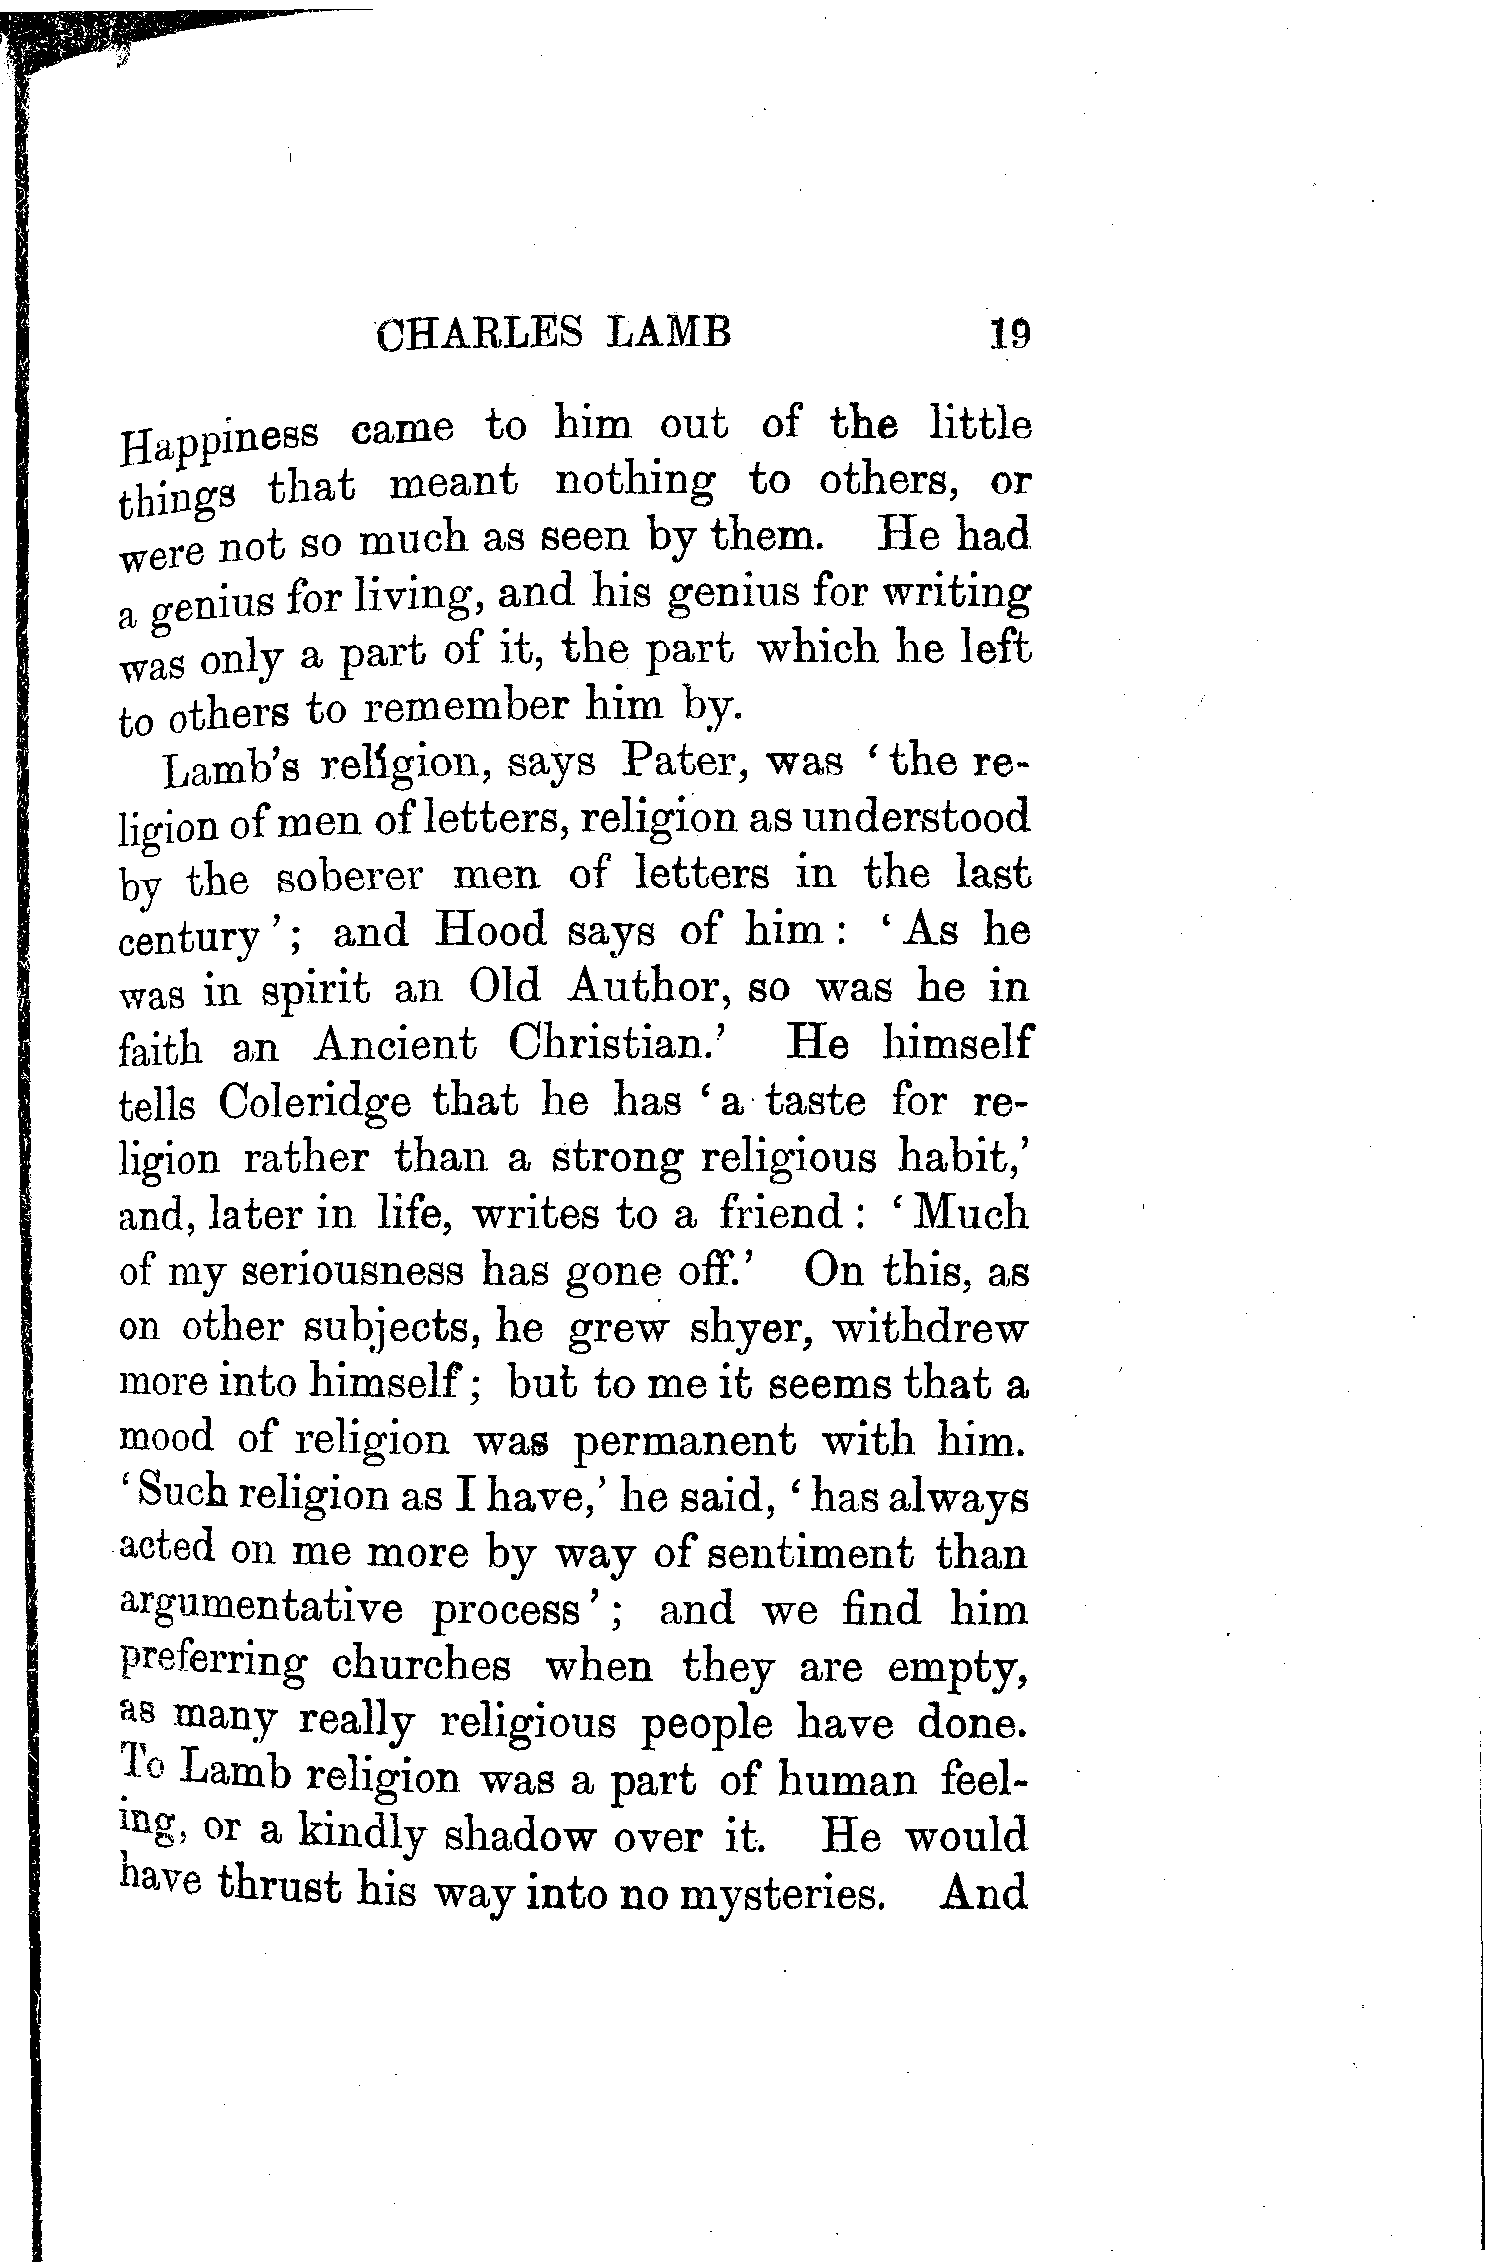 CHARLES LAMB 19
Happiness came to him out of the little
things that meant nothing to others, or
were not so much as seen by them. He had
a genius for living, and his genius for writing
was only a part of it, the part which he left
to others to remember him by.
Lamb's religion, says Pater, was ‘the re-
ligion of men of letters, religion as understood
by the soberer men of letters in the last
century’; and Hood says of him: ‘As he
was in spirit an Old Author, so was he in
faith an Ancient Christian.’ He himself
tells Coleridge that he has ‘a taste for re-
ligion rather than a strong religious habit,’
and, later in life, writes to a friend: ‘Much
of my seriousness has gone off.’ On this, as
on other subjects, he grew shyer, withdrew
more into himself; but to me it seems that a
mood of religion was permanent with him.
‘Such religion as I have,’ he said, ‘has always
acted on me more by way of sentiment than
argumentative process’; and we find him
preferring churches when they are empty,
as many really religious people have done.
To Lamb religion was a part of human feel-
ing, or a kindly shadow over it. He would
have thrust his way into no mysteries. And